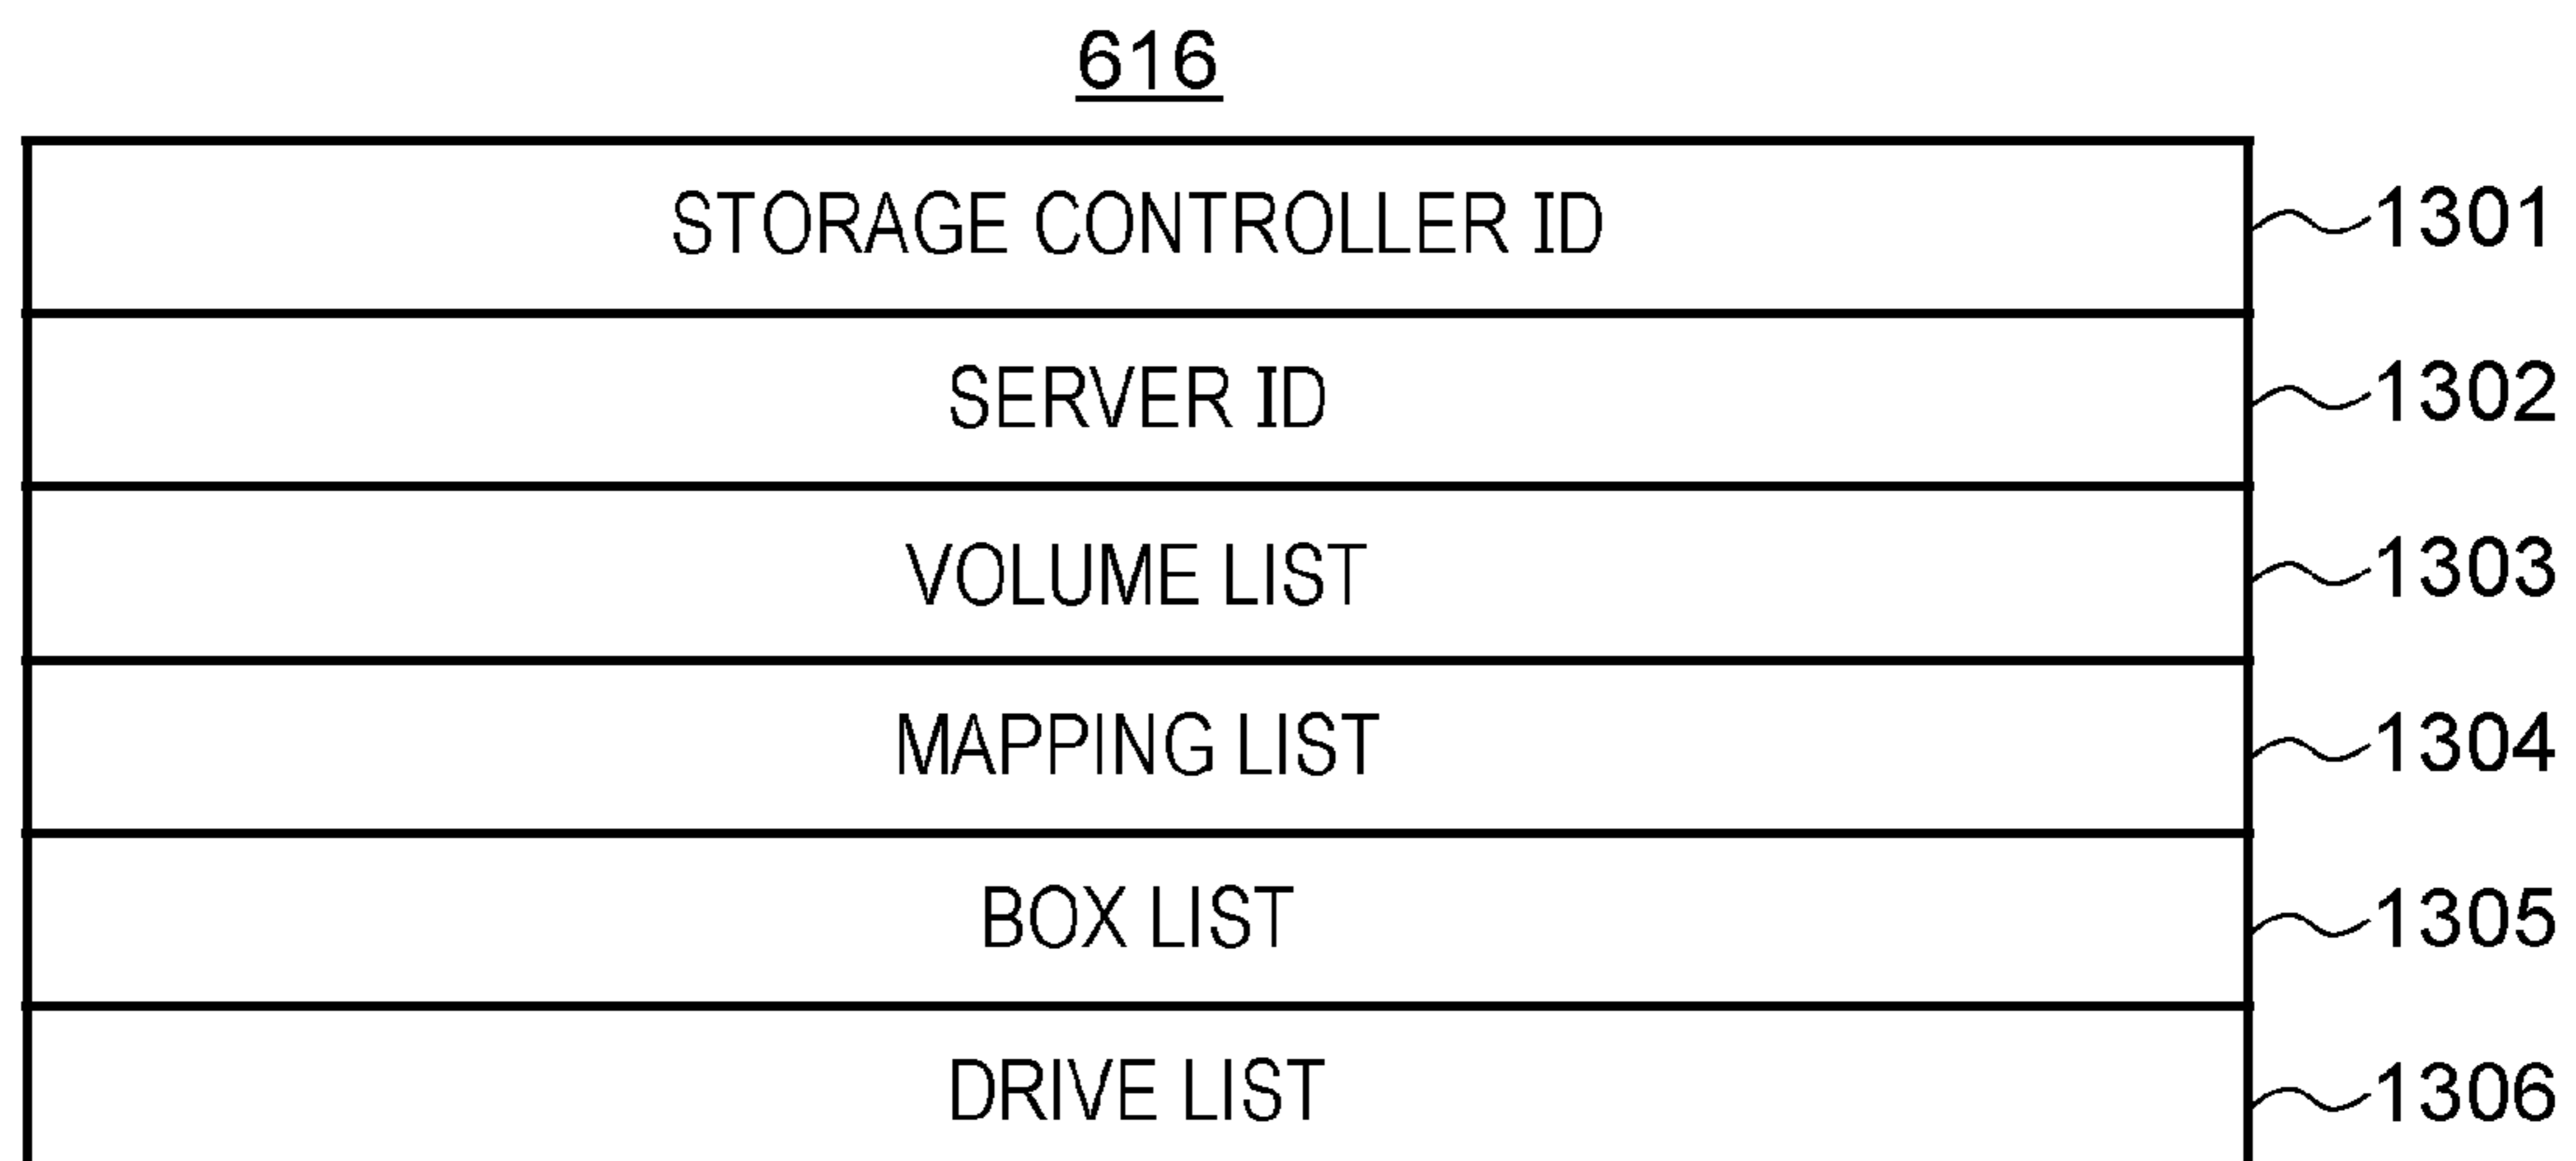 616
STORAGE CONTROLLER ID 1301
SERVER ID 1302
VOLUME LIST 1303
MAPPING LIST 1304
BOX LIST 1305
DRIVE LIST 1306